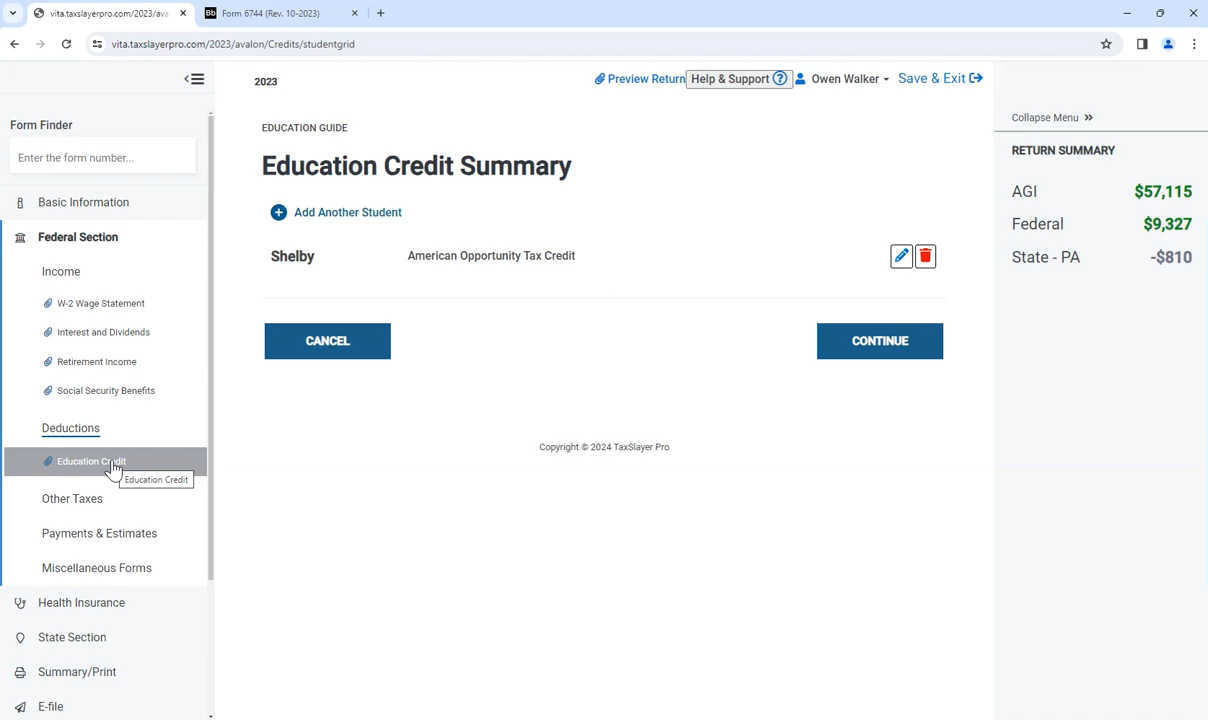 vita.taxslayerpro.com/2023/ava
Form 6744 (Rev. 10-2023)
vita.taxslayerpro.com/2023/avalon/Credits/studentgrid
2023
Preview Return
Help & Support
Owen Walker
Save & Exit
Form Finder
Enter the form number...
Basic Information
Federal Section
Income
W-2 Wage Statement
Interest and Dividends
Retirement Income
Social Security Benefits
Deductions
Education Credit
Education Credit
Other Taxes
Payments & Estimates
Miscellaneous Forms
Health Insurance
State Section
Summary/Print
E-file
EDUCATION GUIDE
Education Credit Summary
Add Another Student
Shelby American Opportunity Tax Credit
CANCEL CONTINUE
Copyright © 2024 TaxSlayer Pro
Collapse Menu
RETURN SUMMARY
AGI $57,115
Federal $9,327
State - PA -$810